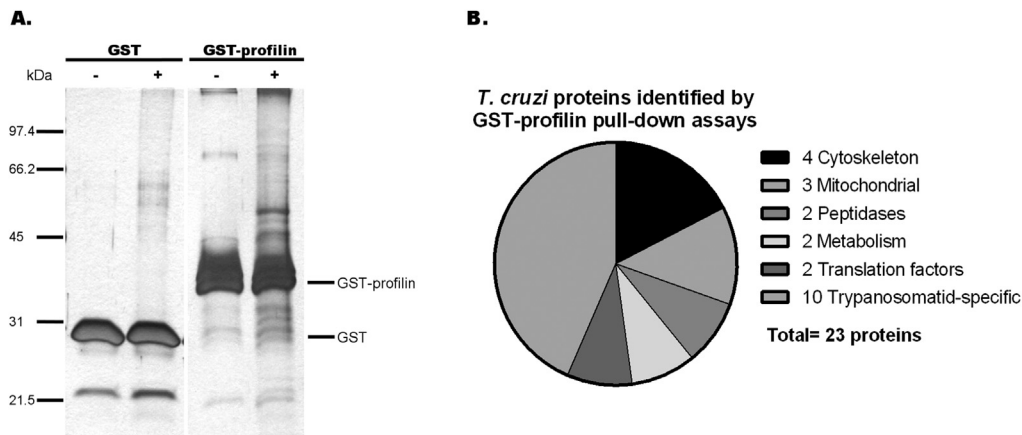 A.
GST GST-profilin
kDa - + - +
97.4
66.2
45
31
21.5
GST-profilin
GST
B.
T. cruzi proteins identified by
GST-profilin pull-down assays
4 Cytoskeleton
3 Mitochondrial
2 Peptidases
2 Metabolism
2 Translation factors
10 Trypanosomatid-specific
Total= 23 proteins